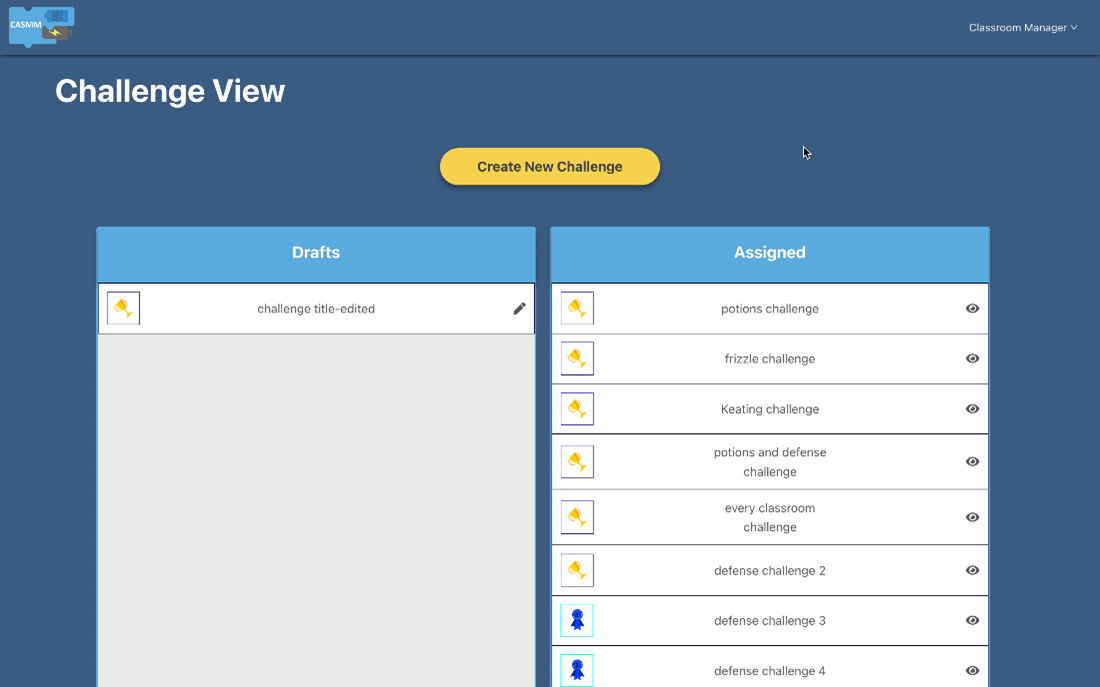 CASMM
Classroom Manager
Challenge View
Create New Challenge
Drafts
challenge title-edited
Assigned
potions challenge
frizzle challenge
Keating challenge
potions and defense
challenge
every classroom
challenge
defense challenge 2
defense challenge 3
defense challenge 4